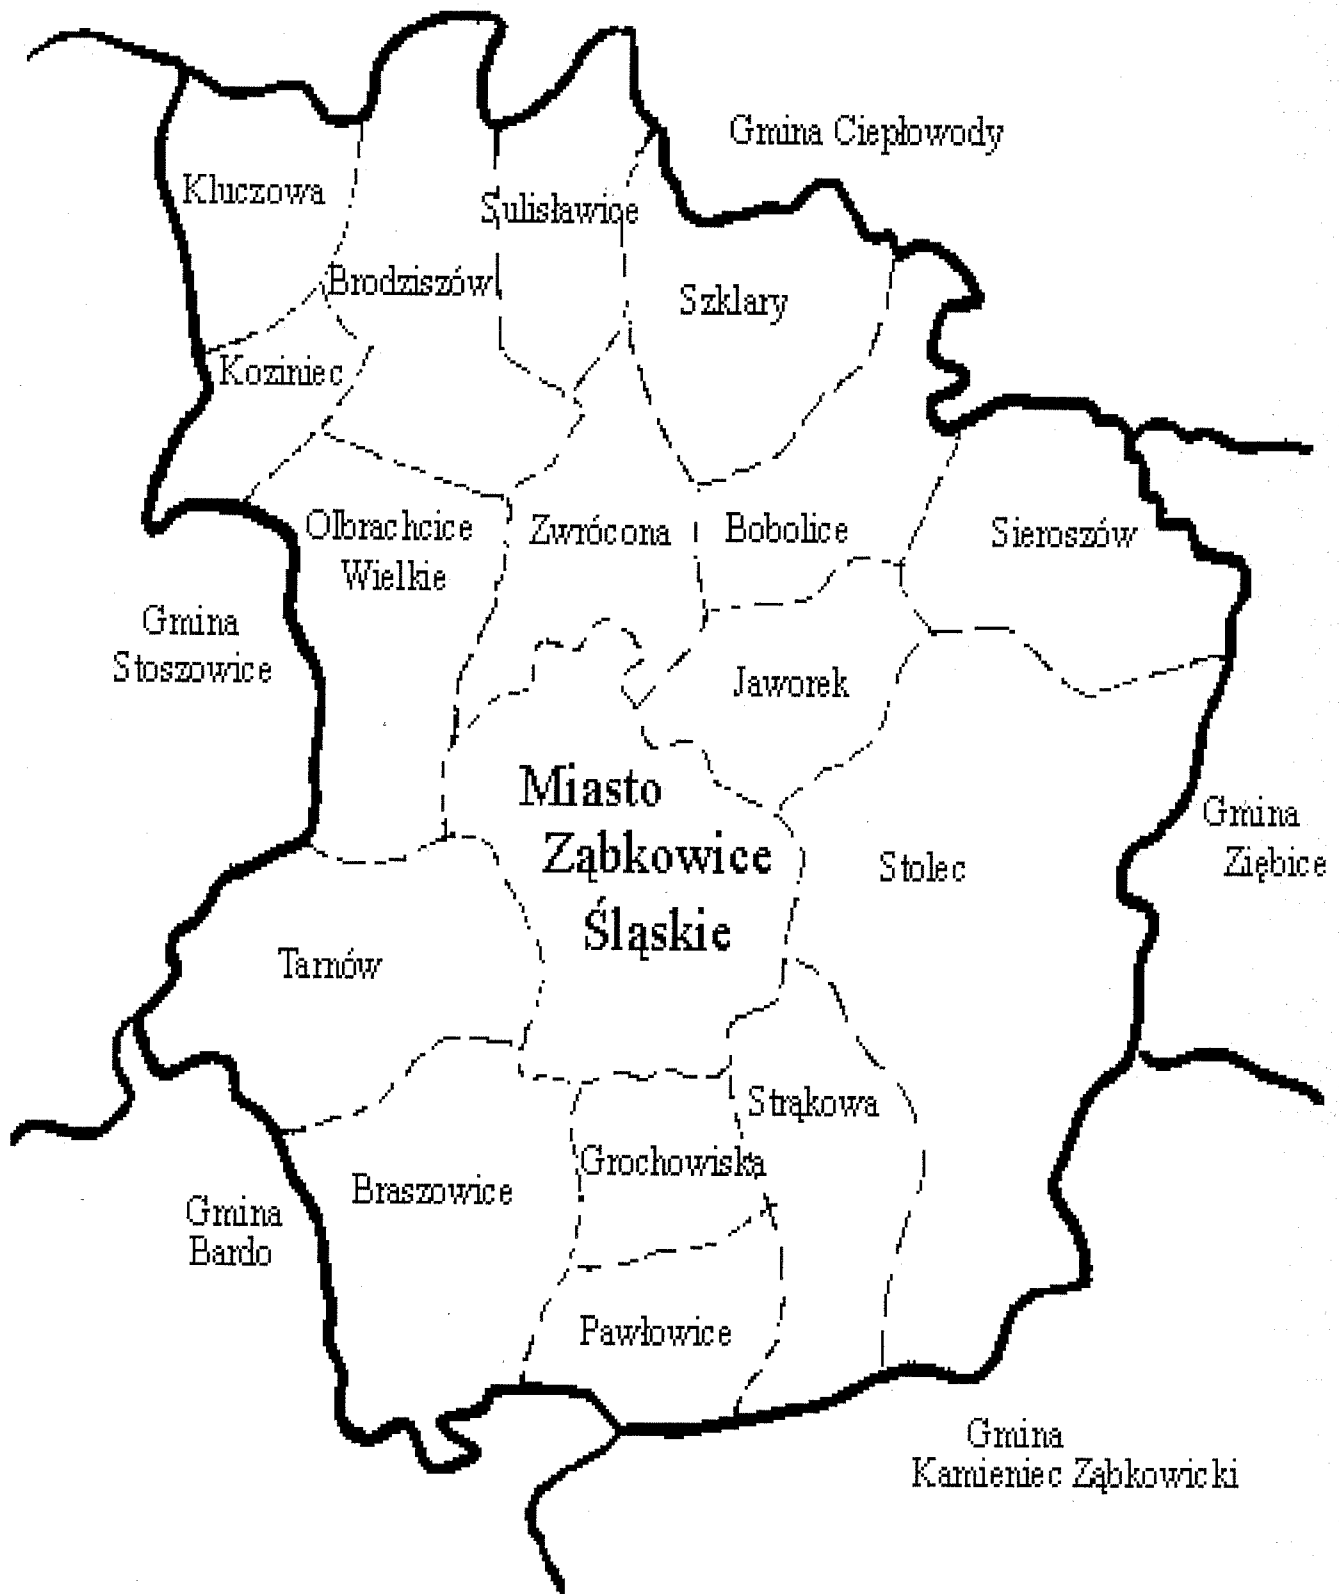 Gmina Ciepłowody
Kluczowa
Sulisławice
Brodziszów
Szklary
Koziniec
Olbrachcice
Wielkie
Zwrócona
Bobolice
Sieroszów
Gmina
Stoszowice
Jaworek
Miasto
Ząbkowice
Śląskie
Gmina
Ziębice
Stolec
Tarnów
Strąkowa
Grochowiska
Braszowice
Gmina
Bardo
Pawłowice
Gmina
Kamieniec Ząbkowicki